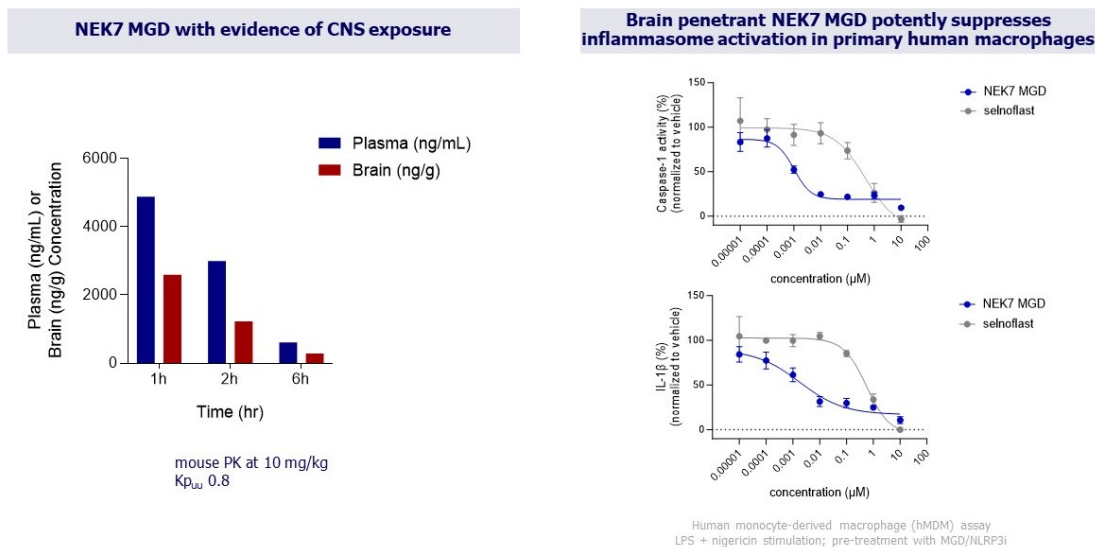 NEK7 MGD with evidence of CNS exposure
Plasma (ng/mL)
Brain (ng/g)
Plasma (ng/mL) or
Brain (ng/g) Concentration
6000
4000
2000
0
1h
2h
6h
Time (hr)
mouse PK at 10 mg/kg
Kpuu 0.8
Brain penetrant NEK7 MGD potently suppresses
inflammasome activation in primary human macrophages
Caspase-1 activity (%)
(normalized to vehicle)
150
100
50
0
NEK7 MGD
selnoflast
0.00001
0.0001
0.001
0.01
0.1
1
10
100
concentration (µM)
IL-1β (%)
(normalized to vehicle)
150
100
50
0
NEK7 MGD
selnoflast
0.00001
0.0001
0.001
0.01
0.1
1
10
100
concentration (µM)
Human monocyte-derived macrophage (hMDM) assay
LPS + nigericin stimulation; pre-treatment with MGD/NLRP3i